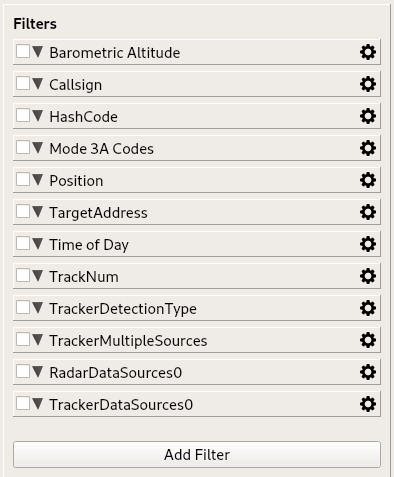 Filters
Barometric Altitude
Callsign
HashCode
Mode 3A Codes
Position
TargetAddress
Time of Day
TrackNum
TrackerDetectionType
TrackerMultipleSources
RadarDataSources0
TrackerDataSources0
Add Filter